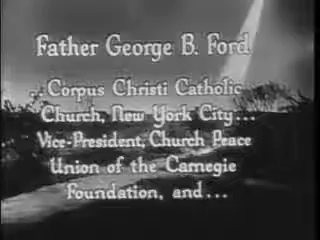 Father George B. Ford
...Corpus Christi Catholic
Church, New York City...
Vice-President, Church Peace
Union of the Carnegie
Foundation, and...